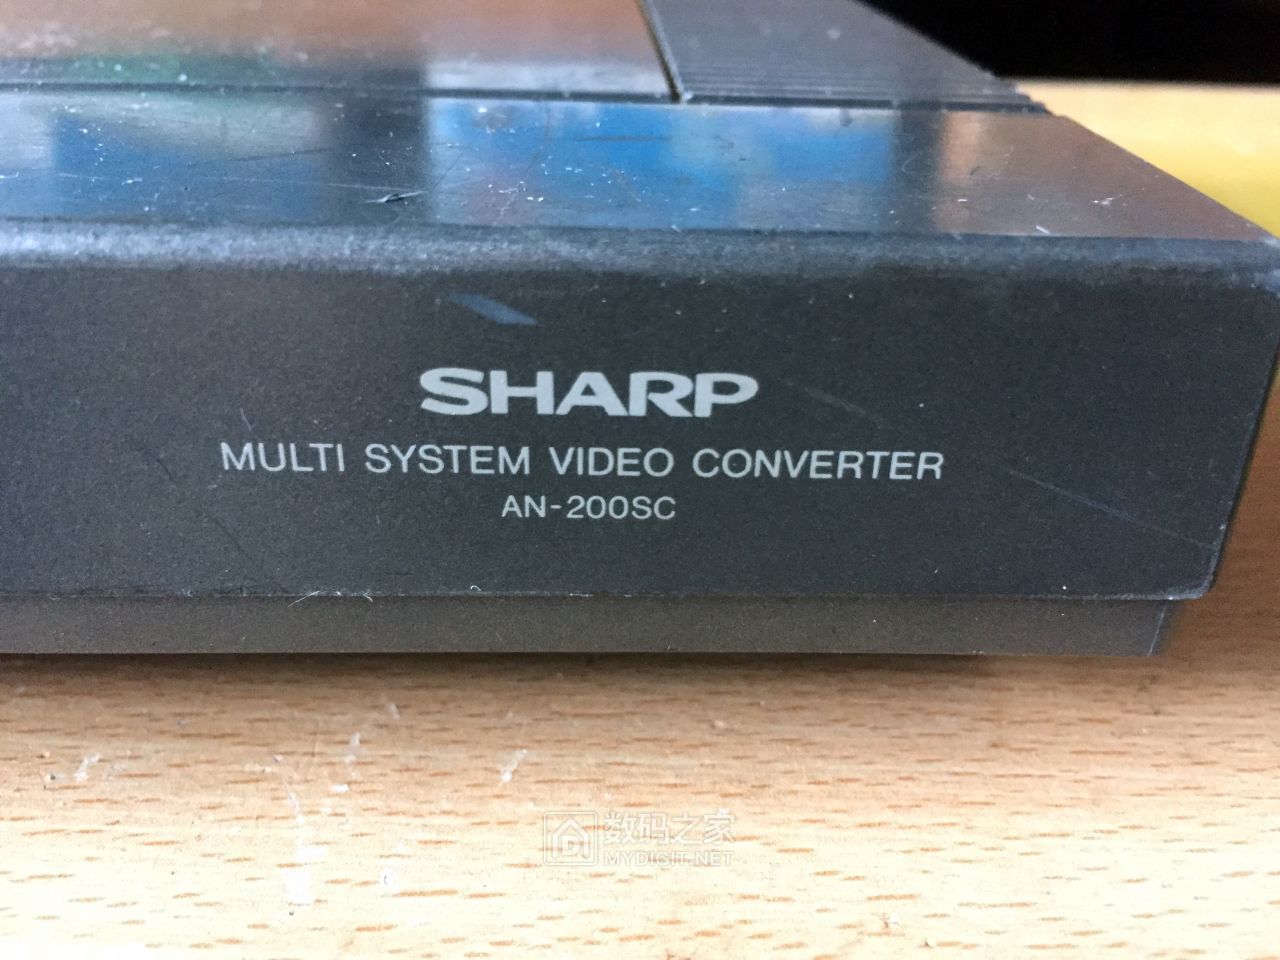 SHARP
MULTI SYSTEM VIDEO CONVERTER
AN-200SC
数码之家
MYDIGIT.NET